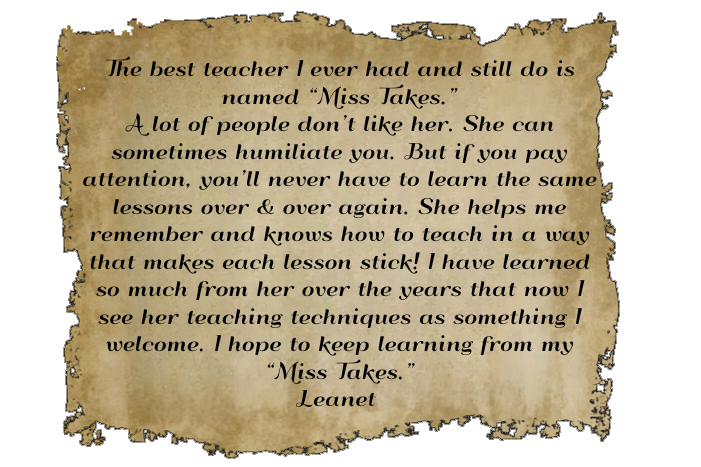 The best teacher I ever had and still do is
named “Miss Takes.”
A lot of people don’t like her. She can
sometimes humiliate you. But if you pay
attention, you’ll never have to learn the same
lessons over & over again. She helps me
remember and knows how to teach in a way
that makes each lesson stick! I have learned
so much from her over the years that now I
see her teaching techniques as something I
welcome. I hope to keep learning from my
“Miss Takes.”
Leanet